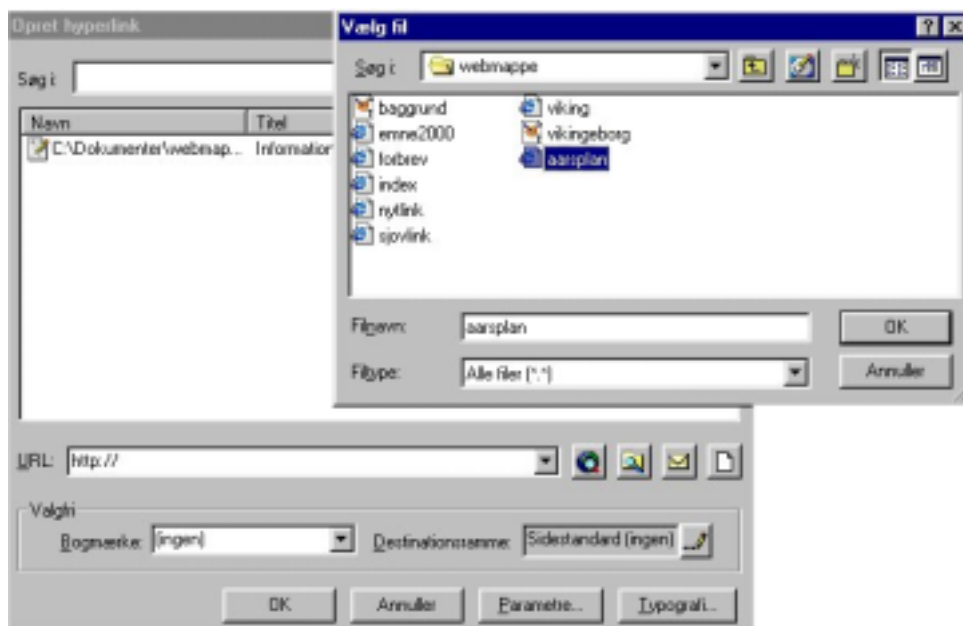 Opret hyperlink
Søg i:
Navn Titel
C:\Dokumenter\webmap... Information
Vælg fil
Søg i: webmappe
baggrund viking
emne2000 vikingeborg
forbrev aarsplan
index
nytlink
sjovlink
Filnavn: aarsplan OK
Filtype: Alle filer (*.*) Annuller
URL: http://
Valgfri
Bogmærke: (ingen) Destinationsramme: Sidestandard (ingen)
OK Annuller Parametre... Typografi...